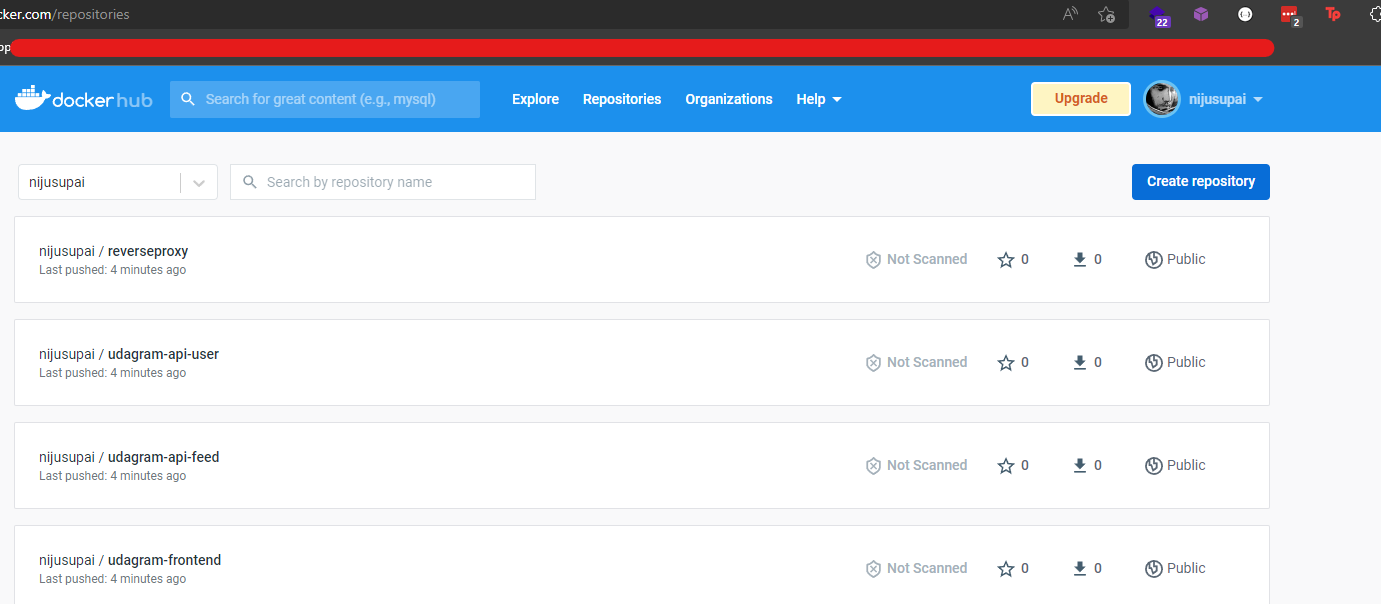 cker.com/repositories
22
2
Tp
op
docker hub
Search for great content (e.g., mysql)
Explore
Repositories
Organizations
Help
Upgrade
nijusupai
nijusupai
Search by repository name
Create repository
nijusupai / reverseproxy
Not Scanned
0
0
Public
Last pushed: 4 minutes ago
nijusupai / udagram-api-user
Not Scanned
0
0
Public
Last pushed: 4 minutes ago
nijusupai / udagram-api-feed
Not Scanned
0
0
Public
Last pushed: 4 minutes ago
nijusupai / udagram-frontend
Not Scanned
0
0
Public
Last pushed: 4 minutes ago